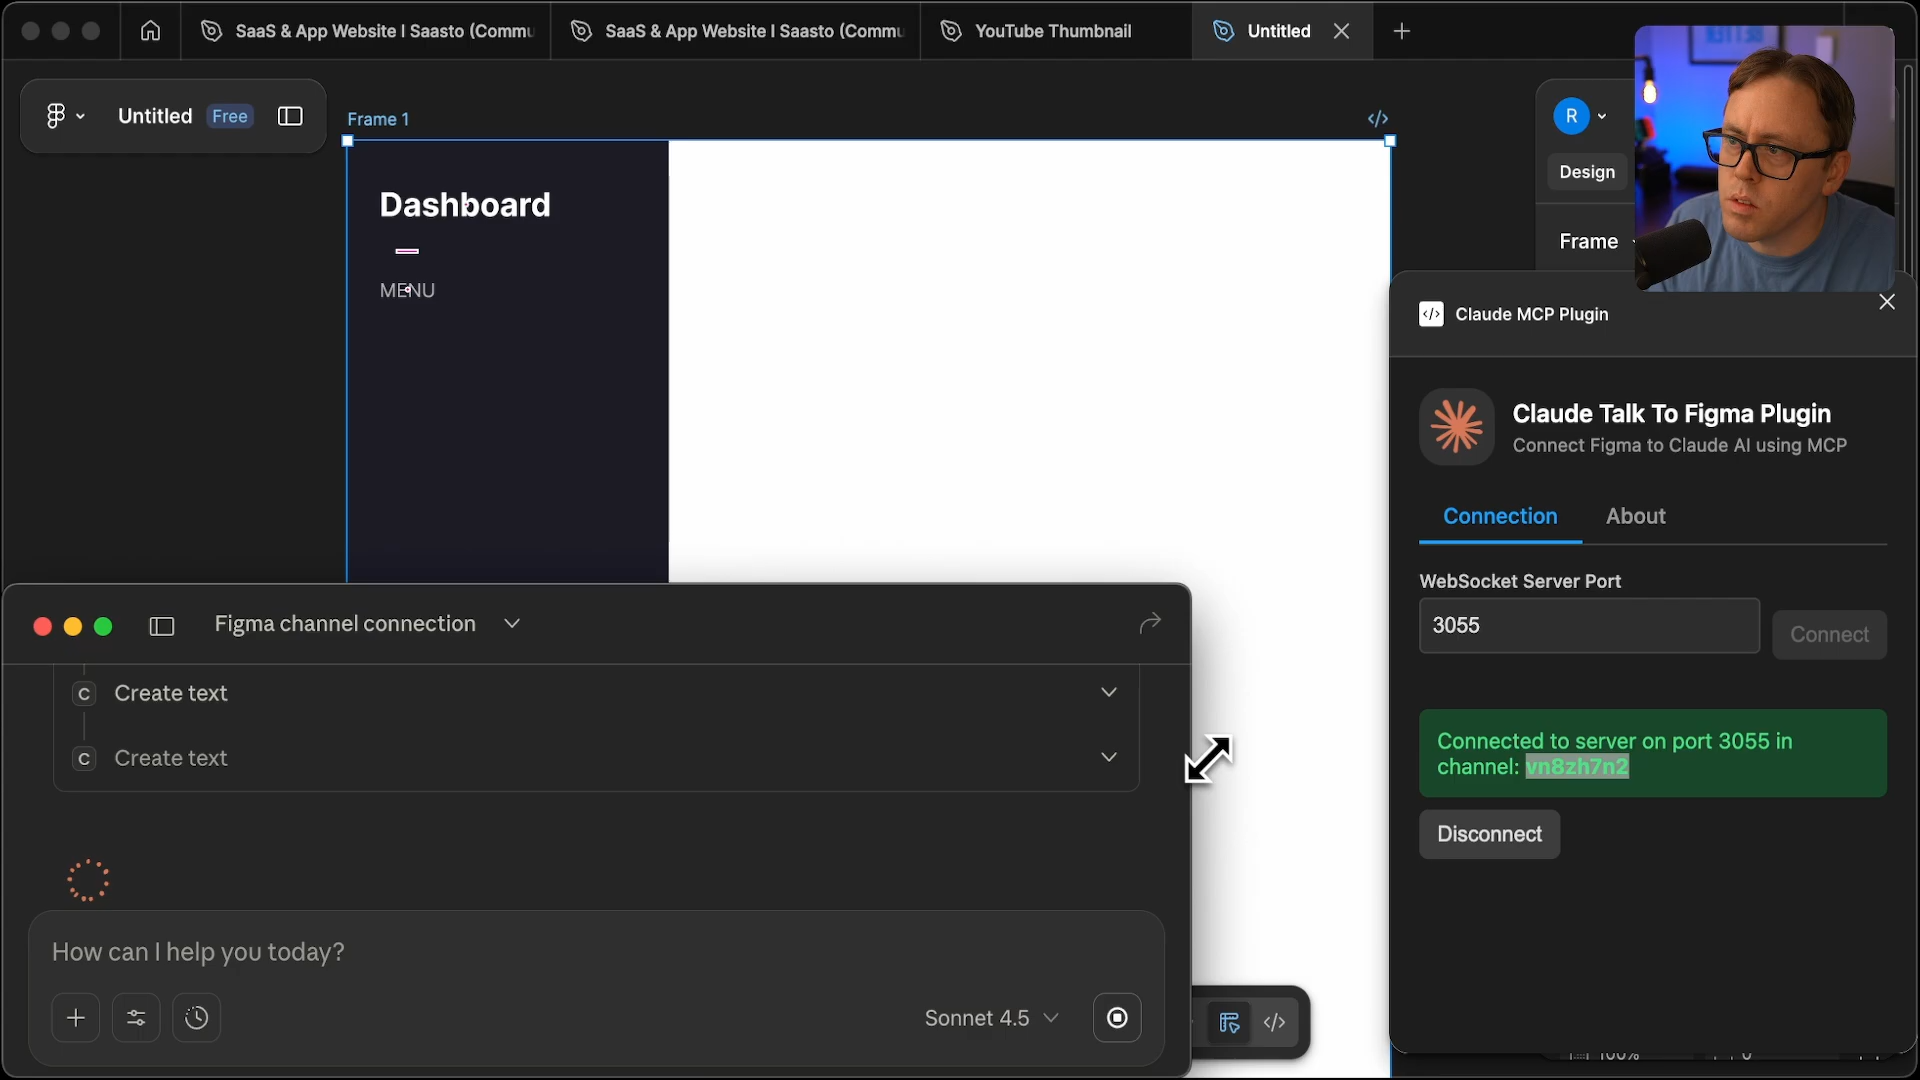 SaaS & App Website | Saasto (Commu
SaaS & App Website | Saasto (Commu
YouTube Thumbnail
Untitled
Untitled
Free
Frame 1
R
Design
Frame
Dashboard
MENU
Claude MCP Plugin
Claude Talk To Figma Plugin
Connect Figma to Claude AI using MCP
Connection
About
WebSocket Server Port
3055
Connect
Connected to server on port 3055 in
channel: vn8zh7n2
Disconnect
Figma channel connection
C Create text
C Create text
How can I help you today?
Sonnet 4.5